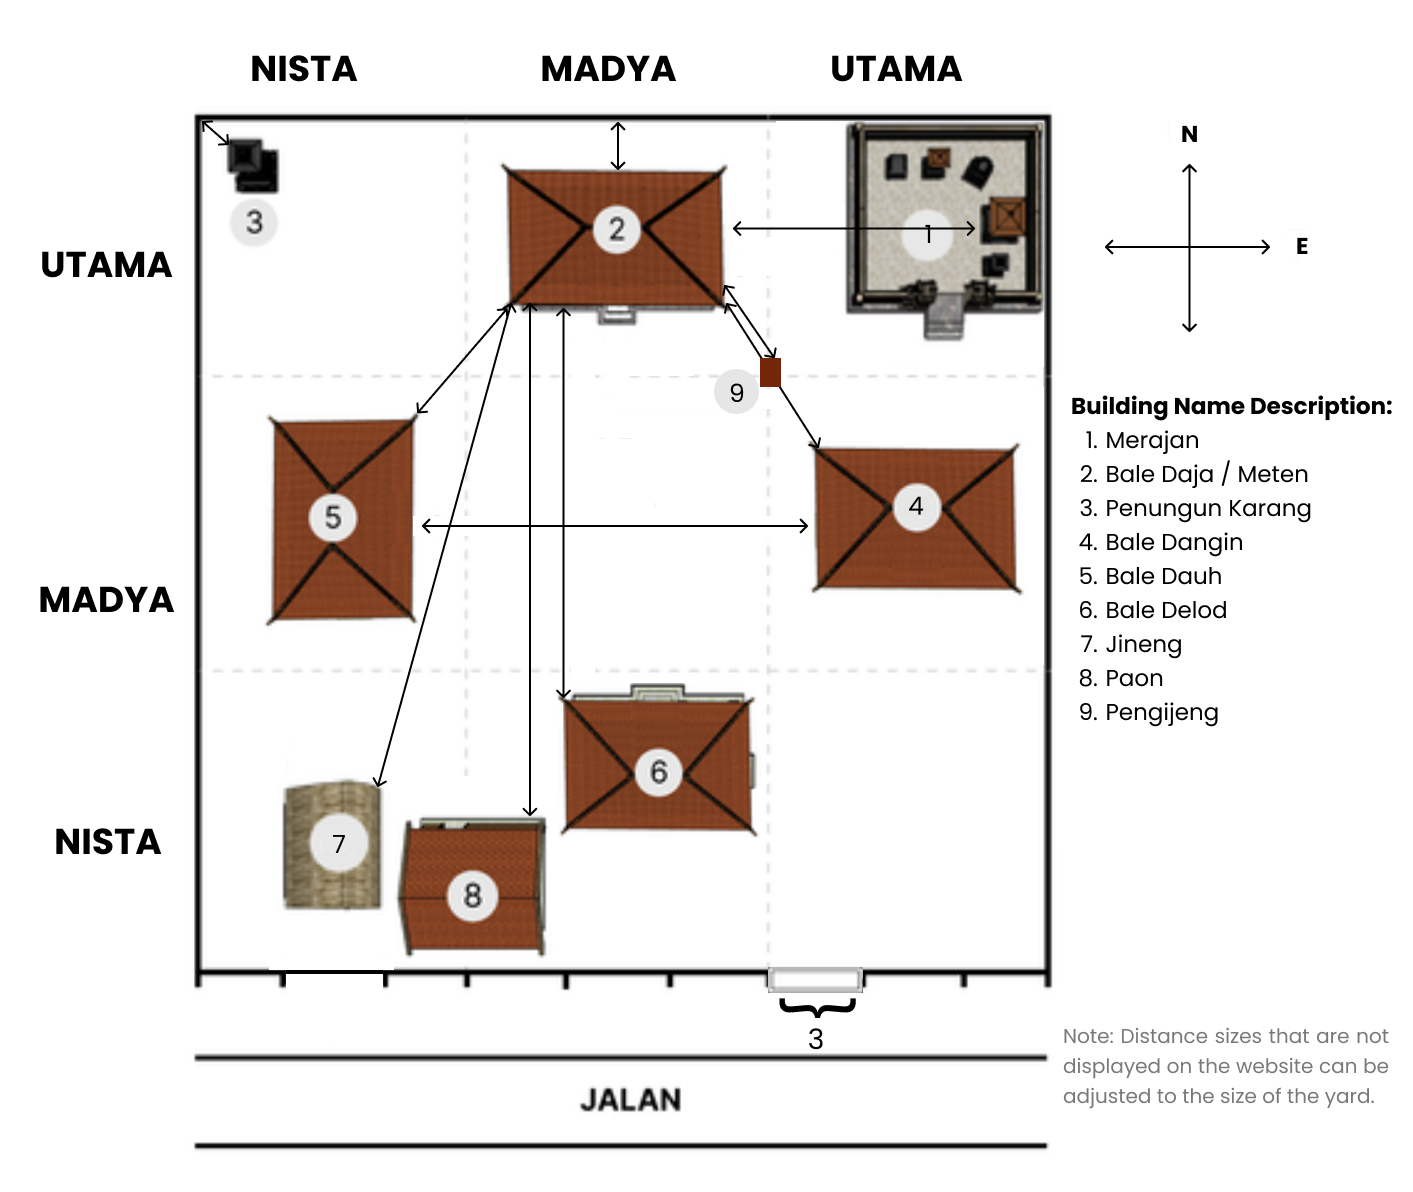 NISTA MADYA UTAMA
N
3
2
1
UTAMA
E
9
Building Name Description:
1. Merajan
2. Bale Daja / Meten
3. Penungun Karang
4. Bale Dangin
5. Bale Dauh
6. Bale Delod
7. Jineng
8. Paon
9. Pengijeng
5
4
MADYA
6
NISTA
7
8
3
Note: Distance sizes that are not
displayed on the website can be
adjusted to the size of the yard.
JALAN